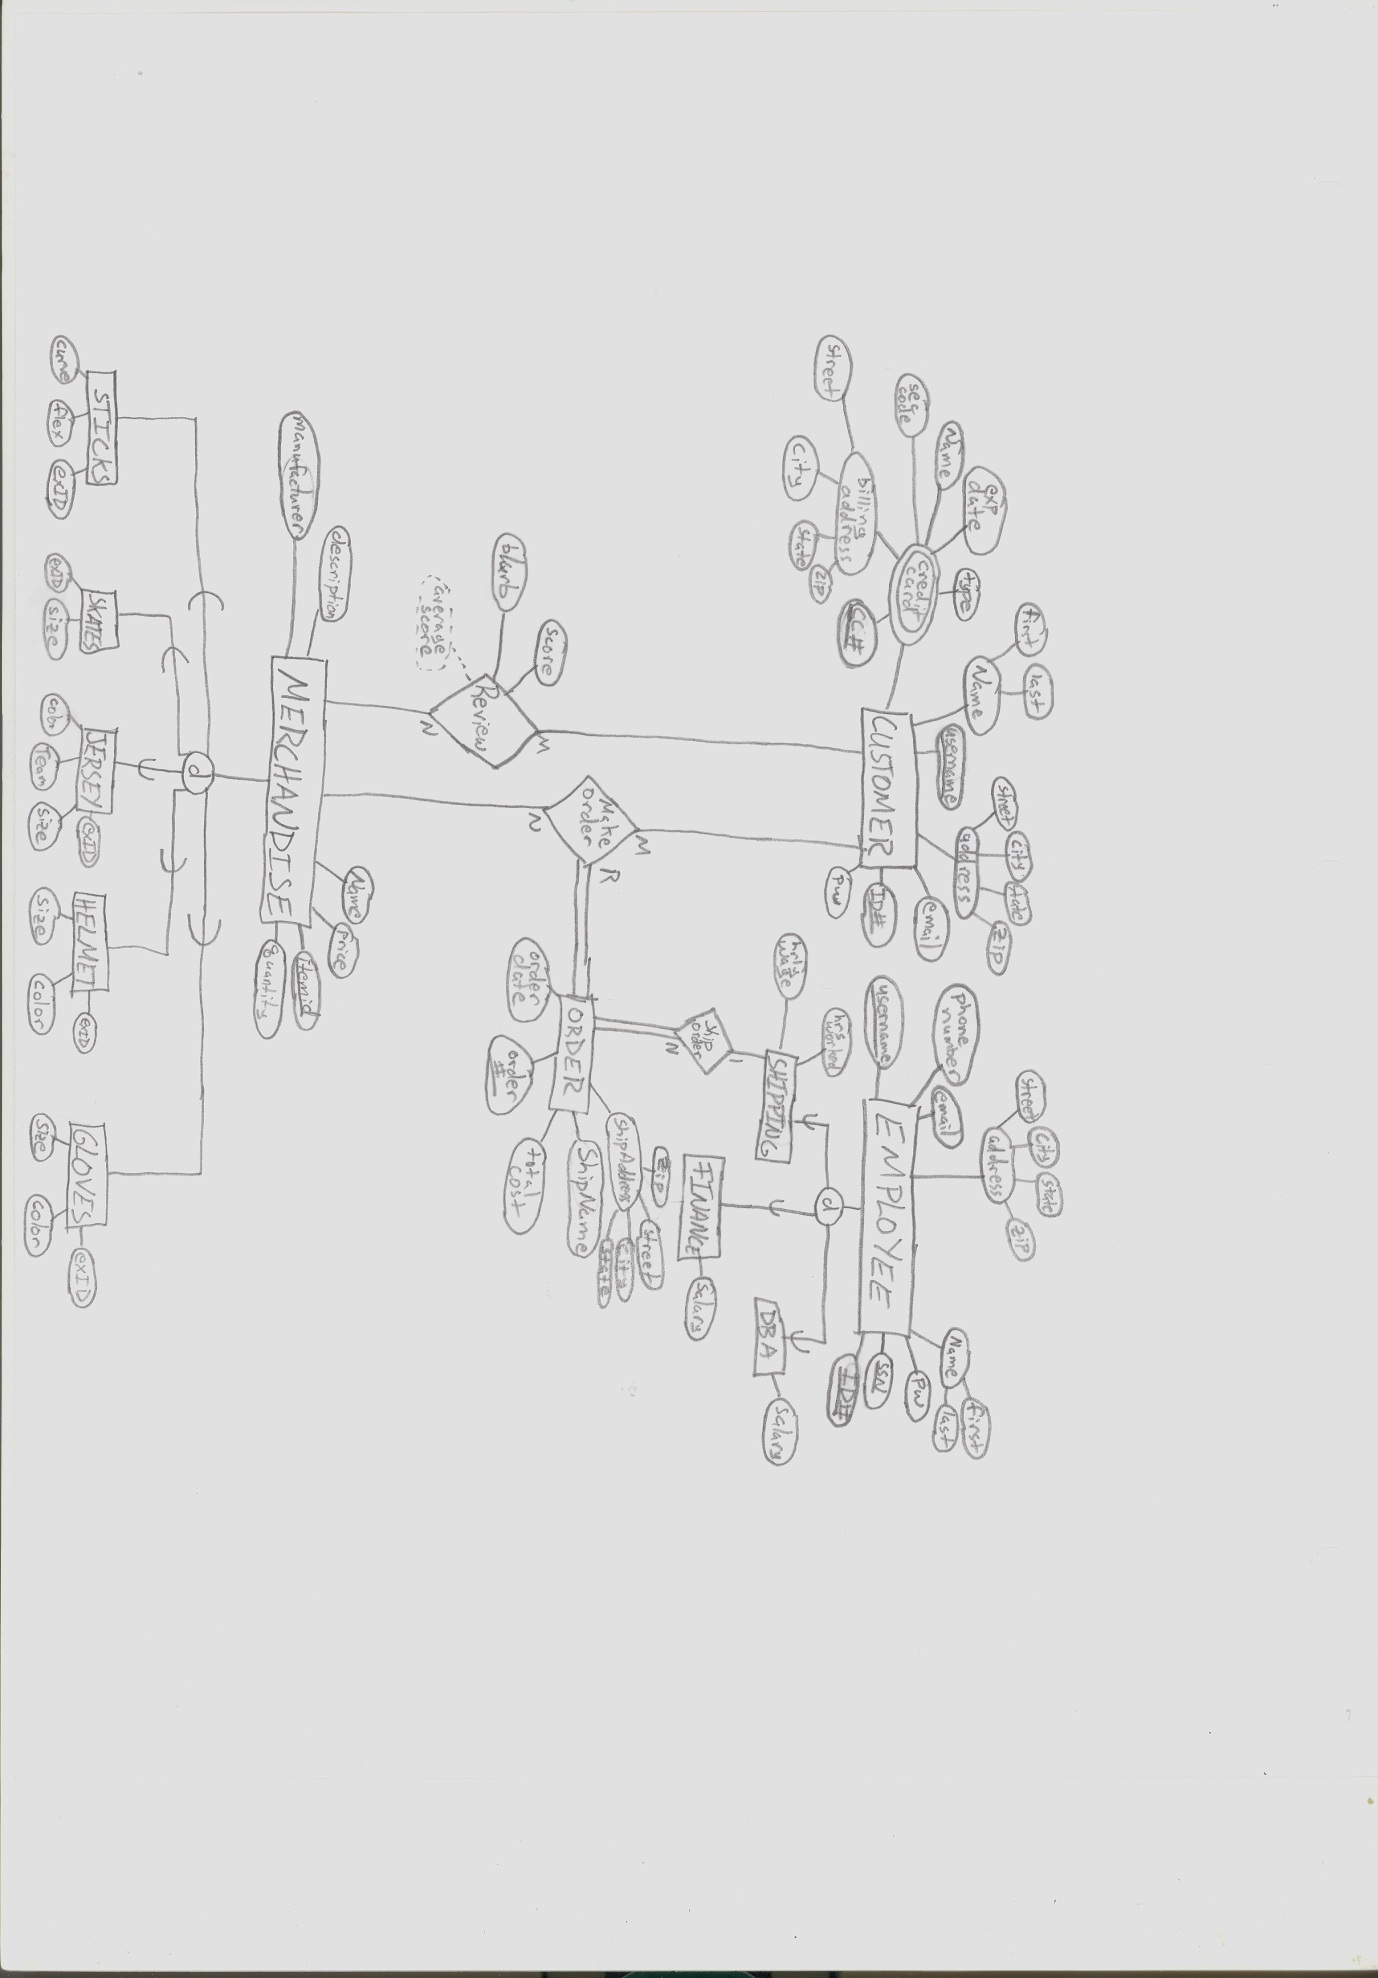 CUSTOMER
credit
card
billing
address
street
city
state
zip
sec
code
Name
exp
date
type
CC#
Name
first
last
username
address
street
city
state
zip
email
ID#
PW
EMPLOYEE
username
phone
number
email
address
street
city
state
zip
Name
first
last
PW
SSN
ID#
d
SHIPPING
hrly
wage
hrs
worked
FINANCE
salary
DBA
salary
ship
order
1
N
ORDER
order
date
order
#
total
cost
ShipName
shipAddress
zip
street
city
state
Make
order
M
N
R
Review
M
N
blurb
score
average
score
MERCHANDISE
manufacturer
description
Name
Price
itemid
quantity
d
STICKS
curve
flex
exID
SKATES
exID
size
JERSEY
color
Team
size
exID
HELMET
size
color
exID
GLOVES
size
color
exID